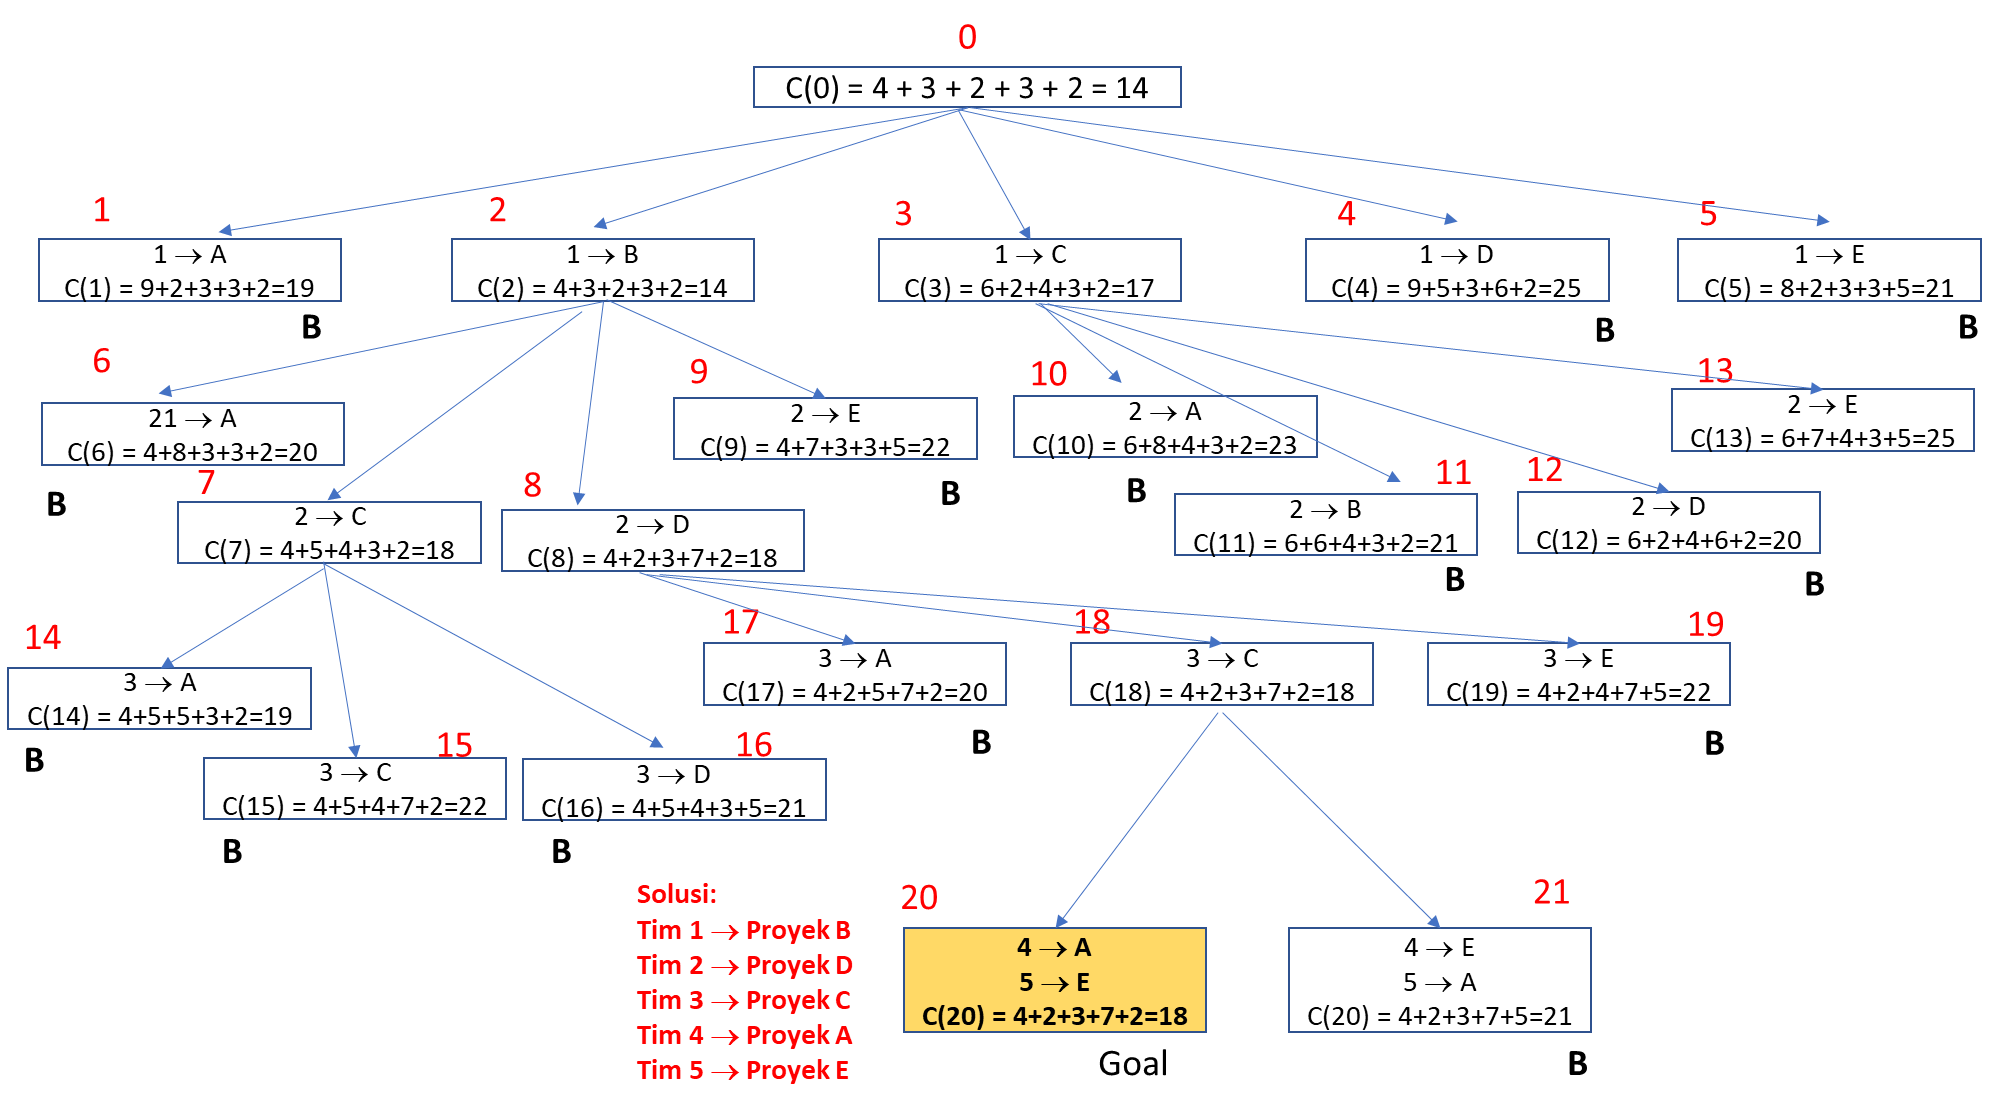 0
C(0) = 4 + 3 + 2 + 3 + 2 = 14
1
1 → A
C(1) = 9+2+3+3+2=19
B
2
1 → B
C(2) = 4+3+2+3+2=14
3
1 → C
C(3) = 6+2+4+3+2=17
4
1 → D
C(4) = 9+5+3+6+2=25
B
5
1 → E
C(5) = 8+2+3+3+5=21
B
6
21 → A
C(6) = 4+8+3+3+2=20
B
7
2 → C
C(7) = 4+5+4+3+2=18
8
2 → D
C(8) = 4+2+3+7+2=18
9
2 → E
C(9) = 4+7+3+3+5=22
B
10
2 → A
C(10) = 6+8+4+3+2=23
B
11
2 → B
C(11) = 6+6+4+3+2=21
B
12
2 → D
C(12) = 6+2+4+6+2=20
B
13
2 → E
C(13) = 6+7+4+3+5=25
14
3 → A
C(14) = 4+5+5+3+2=19
B
15
3 → C
C(15) = 4+5+4+7+2=22
B
16
3 → D
C(16) = 4+5+4+3+5=21
B
17
3 → A
C(17) = 4+2+5+7+2=20
B
18
3 → C
C(18) = 4+2+3+7+2=18
19
3 → E
C(19) = 4+2+4+7+5=22
B
Solusi:
Tim 1 → Proyek B
Tim 2 → Proyek D
Tim 3 → Proyek C
Tim 4 → Proyek A
Tim 5 → Proyek E
20
4 → A
5 → E
C(20) = 4+2+3+7+2=18
Goal
21
4 → E
5 → A
C(20) = 4+2+3+7+5=21
B